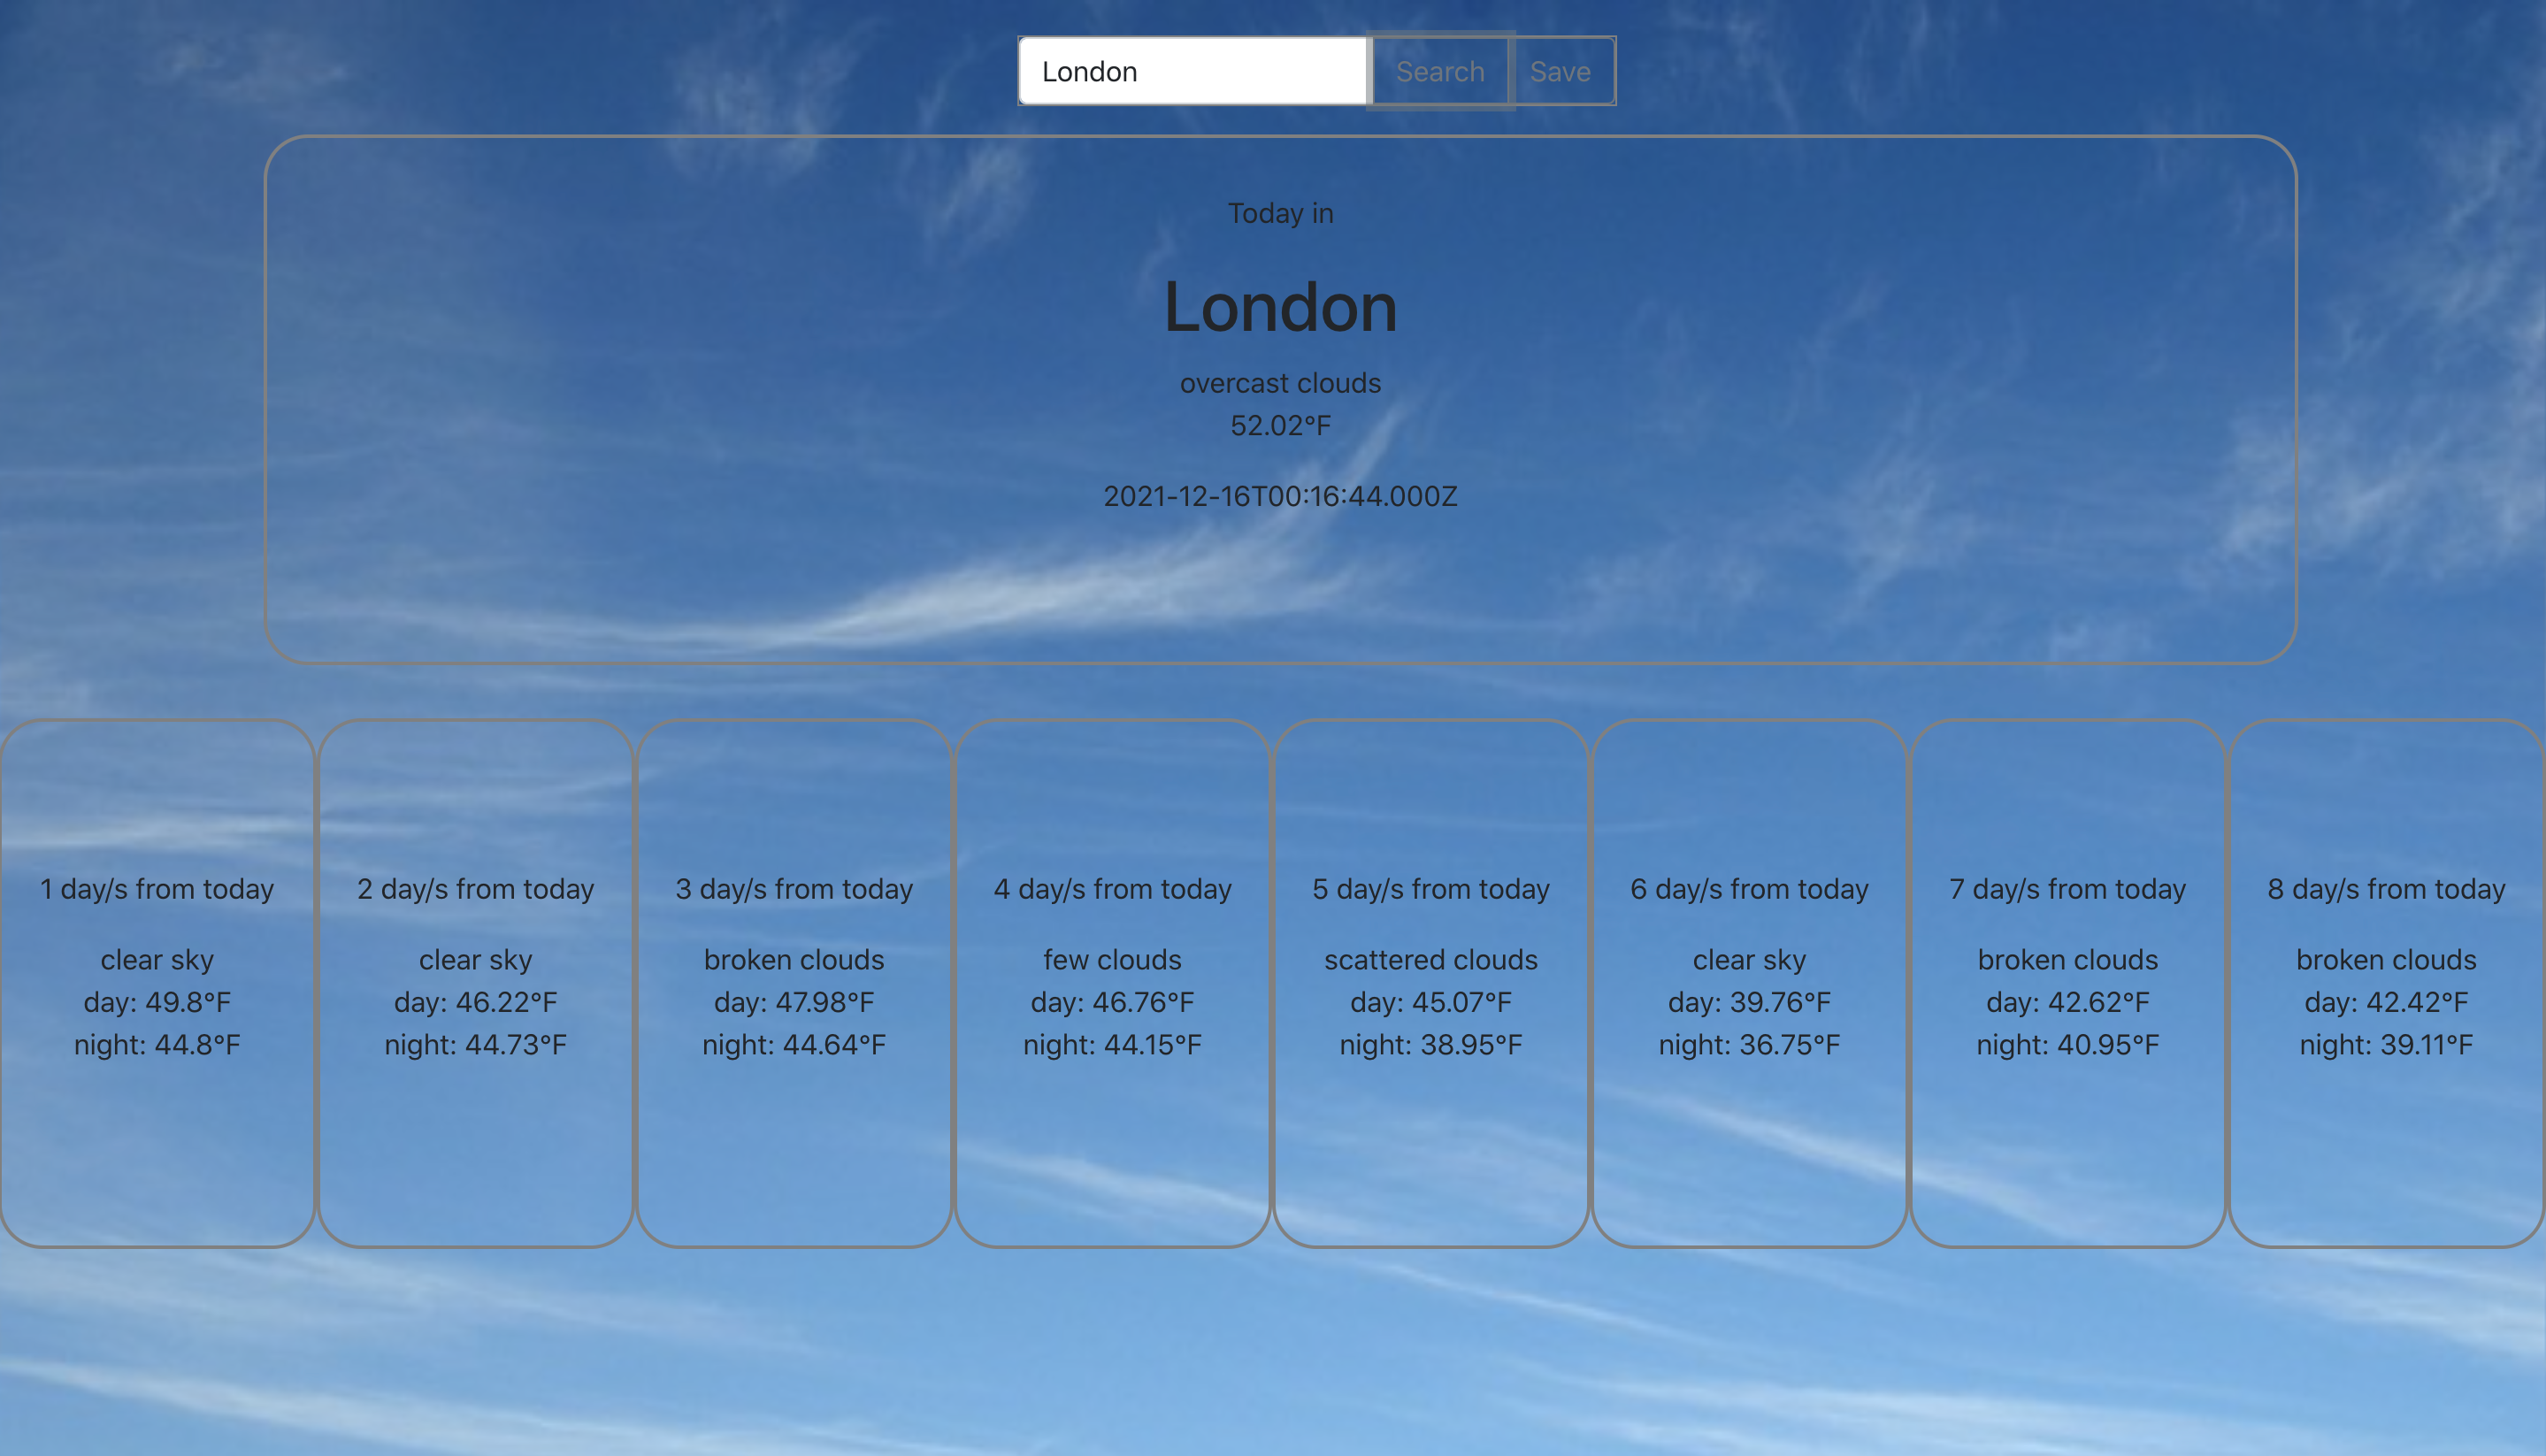 London Search Save
Today in
London
overcast clouds
52.02°F
2021-12-16T00:16:44.000Z
1 day/s from today
clear sky
day: 49.8°F
night: 44.8°F
2 day/s from today
clear sky
day: 46.22°F
night: 44.73°F
3 day/s from today
broken clouds
day: 47.98°F
night: 44.64°F
4 day/s from today
few clouds
day: 46.76°F
night: 44.15°F
5 day/s from today
scattered clouds
day: 45.07°F
night: 38.95°F
6 day/s from today
clear sky
day: 39.76°F
night: 36.75°F
7 day/s from today
broken clouds
day: 42.62°F
night: 40.95°F
8 day/s from today
broken clouds
day: 42.42°F
night: 39.11°F